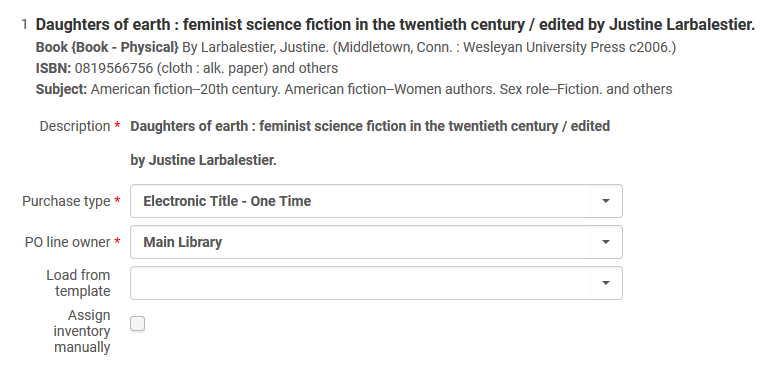 1 Daughters of earth : feminist science fiction in the twentieth century / edited by Justine Larbalestier.
Book {Book - Physical} By Larbalestier, Justine. (Middletown, Conn. : Wesleyan University Press c2006.)
ISBN: 0819566756 (cloth : alk. paper) and others
Subject: American fiction--20th century. American fiction--Women authors. Sex role--Fiction. and others
Description * Daughters of earth : feminist science fiction in the twentieth century / edited
by Justine Larbalestier.
Purchase type * Electronic Title - One Time
PO line owner * Main Library
Load from
template
Assign
inventory
manually